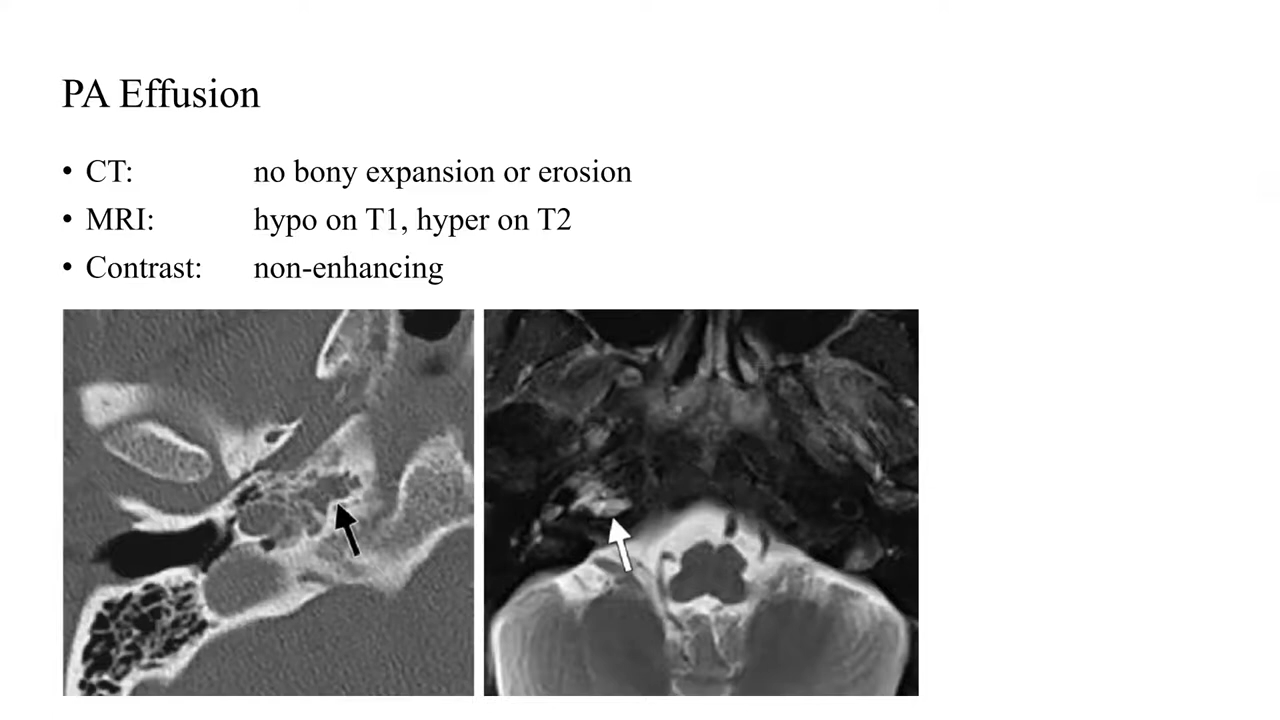 PA Effusion
• CT: no bony expansion or erosion
• MRI: hypo on T1, hyper on T2
• Contrast: non-enhancing